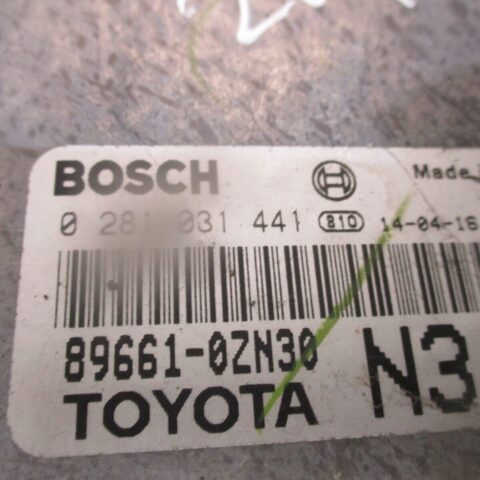 BOSCH Made
0 281 031 441 810 14-04-16
89661-0ZN30
TOYOTA N3